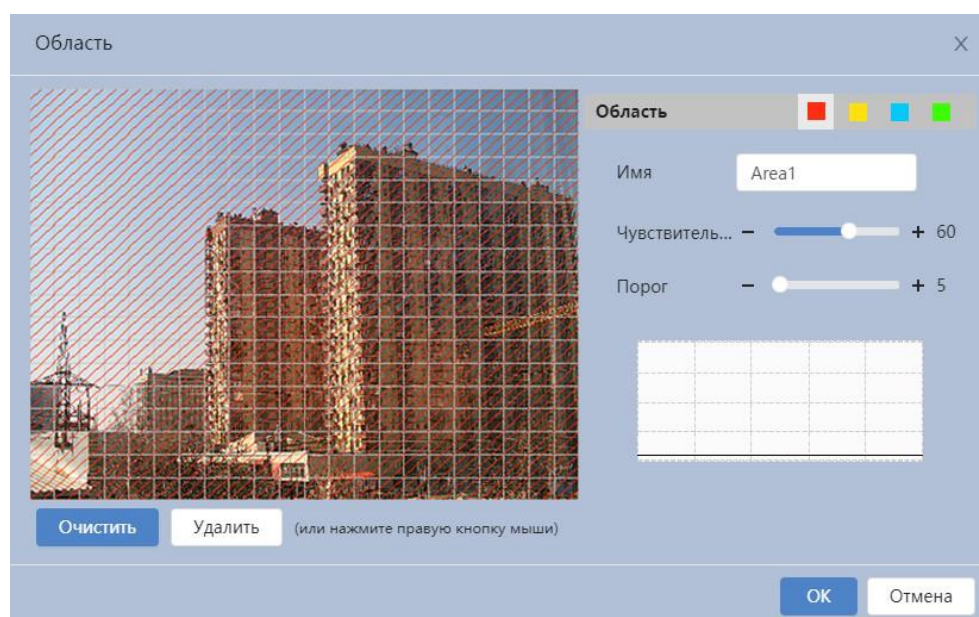 Область
X
Область
Имя
Area1
Чувствитель... − + 60
Порог − + 5
Очистить
Удалить
(или нажмите правую кнопку мыши)
OK
Отмена